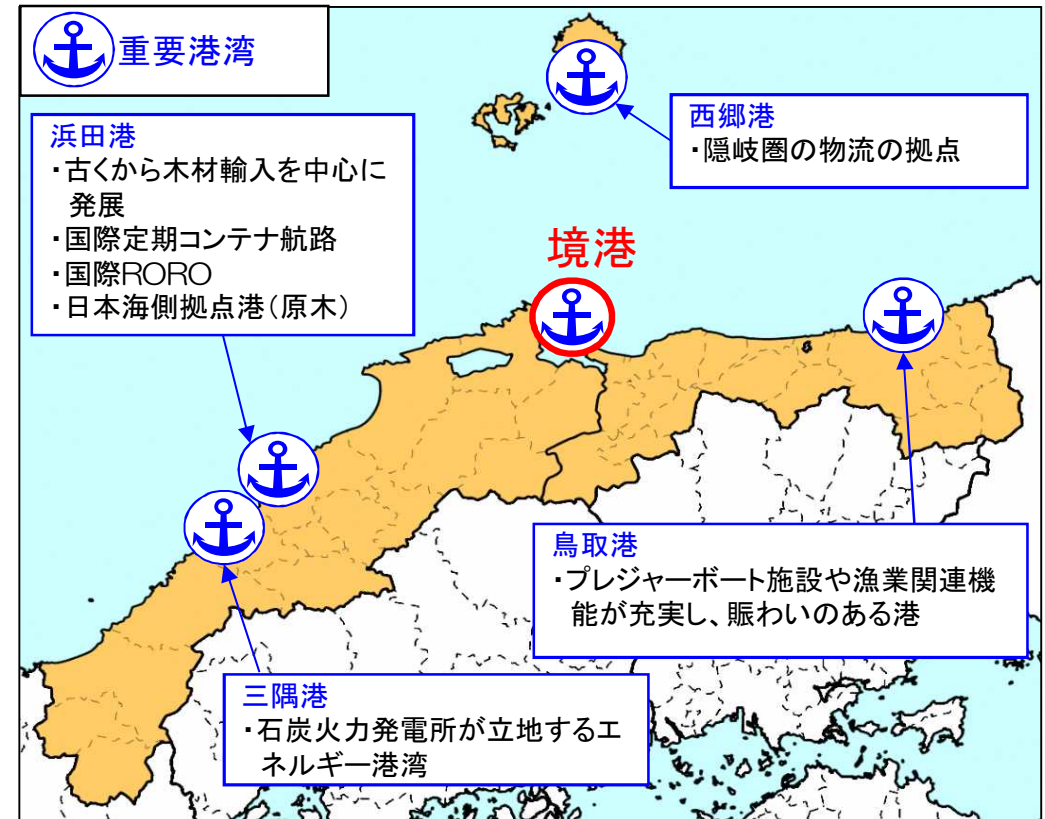 重要港湾
浜田港
・古くから木材輸入を中心に
発展
・国際定期コンテナ航路
・国際RORO
・日本海側拠点港(原木)
西郷港
・隠岐圏の物流の拠点
境港
鳥取港
・プレジャーボート施設や漁業関連機
能が充実し、賑わいのある港
三隅港
・石炭火力発電所が立地するエ
ネルギー港湾